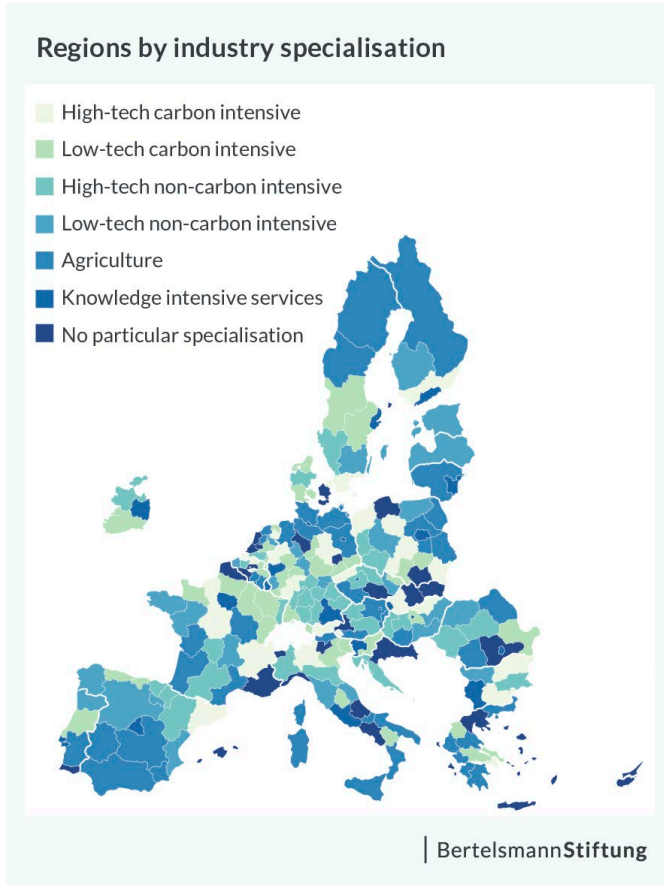 Regions by industry specialisation
High-tech carbon intensive
Low-tech carbon intensive
High-tech non-carbon intensive
Low-tech non-carbon intensive
Agriculture
Knowledge intensive services
No particular specialisation
BertelsmannStiftung